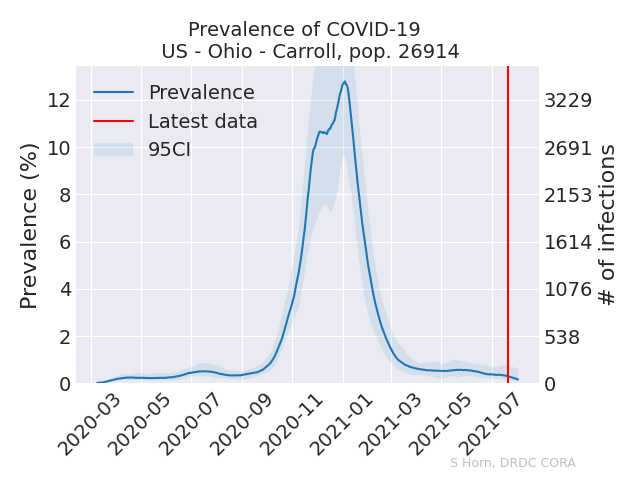 Prevalence of COVID-19
US - Ohio - Carroll, pop. 26914
Prevalence
Latest data
95CI
Prevalence (%)
12
10
8
6
4
2
0
3229
2691
2153
1614
1076
538
0
# of infections
2020-03
2020-05
2020-07
2020-09
2020-11
2021-01
2021-03
2021-05
2021-07
S Horn, DRDC CORA